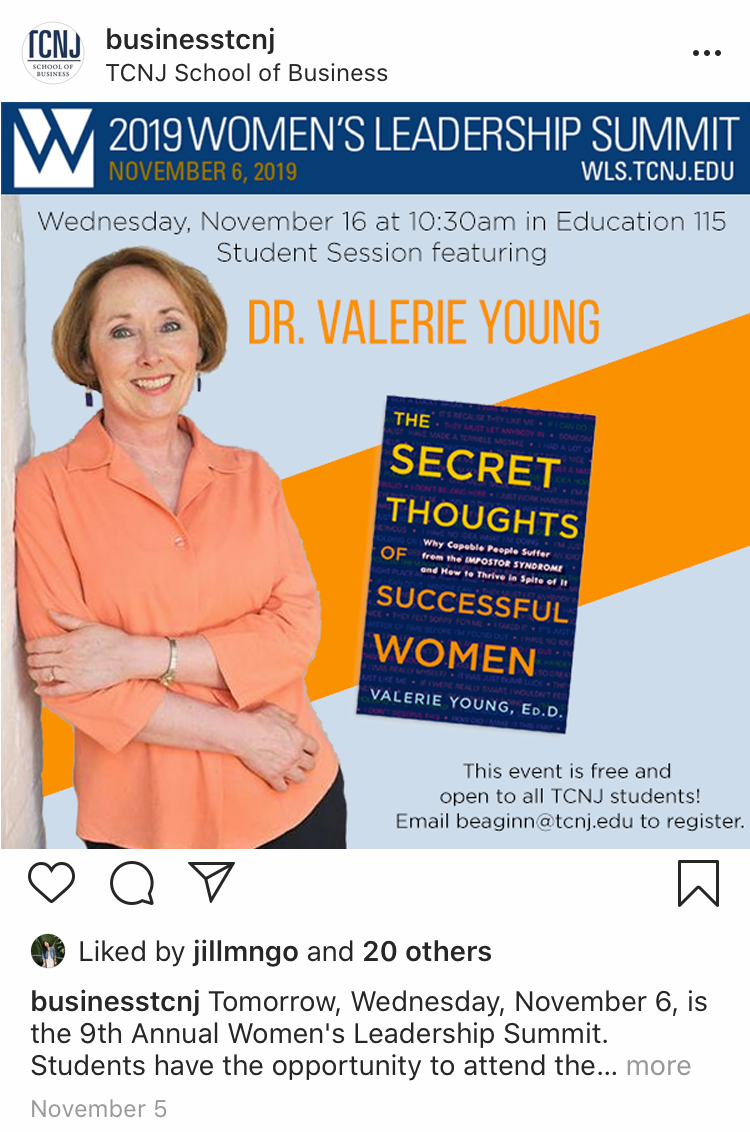 TCNJ
SCHOOL OF
BUSINESS
businesstcnj
TCNJ School of Business
W
2019 WOMEN'S LEADERSHIP SUMMIT
NOVEMBER 6, 2019
WLS.TCNJ.EDU
Wednesday, November 16 at 10:30am in Education 115
Student Session featuring
DR. VALERIE YOUNG
THE
SECRET
THOUGHTS
OF
Why Capable People Suffer
from the IMPOSTOR SYNDROME
and How to Thrive in Spite of It
SUCCESSFUL
WOMEN
VALERIE YOUNG, ED.D.
This event is free and
open to all TCNJ students!
Email beaginn@tcnj.edu to register.
Liked by jillmngo and 20 others
businesstcnj Tomorrow, Wednesday, November 6, is
the 9th Annual Women's Leadership Summit.
Students have the opportunity to attend the... more
November 5